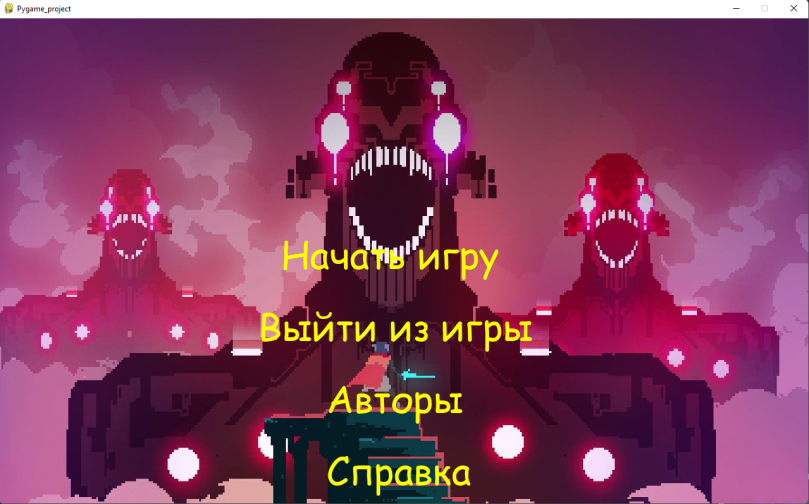 Pygame_project
Начать игру
Выйти из игры
Авторы
Справка